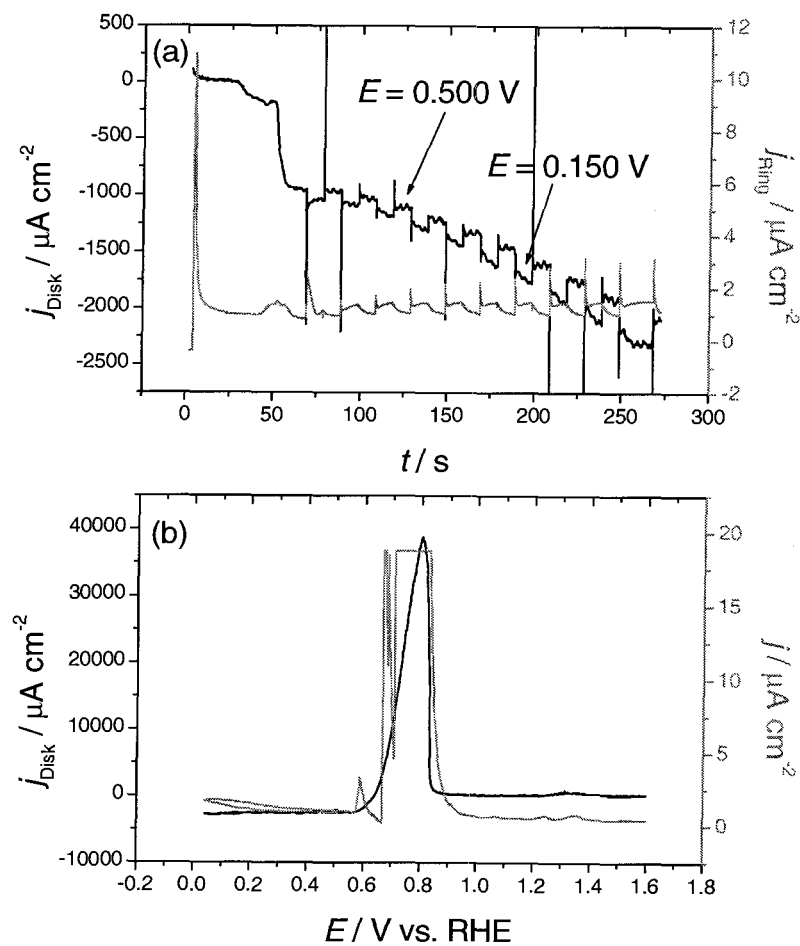 (a)
500
0
-500
-1000
-1500
-2000
-2500
j_Disk / μA cm⁻²
E = 0.500 V
E = 0.150 V
12
10
8
6
4
2
0
-2
j_Ring / μA cm⁻²
0 50 100 150 200 250 300
t / s
(b)
40000
30000
20000
10000
0
-10000
j_Disk / μA cm⁻²
20
15
10
5
0
j / μA cm⁻²
-0.2 0.0 0.2 0.4 0.6 0.8 1.0 1.2 1.4 1.6 1.8
E / V vs. RHE